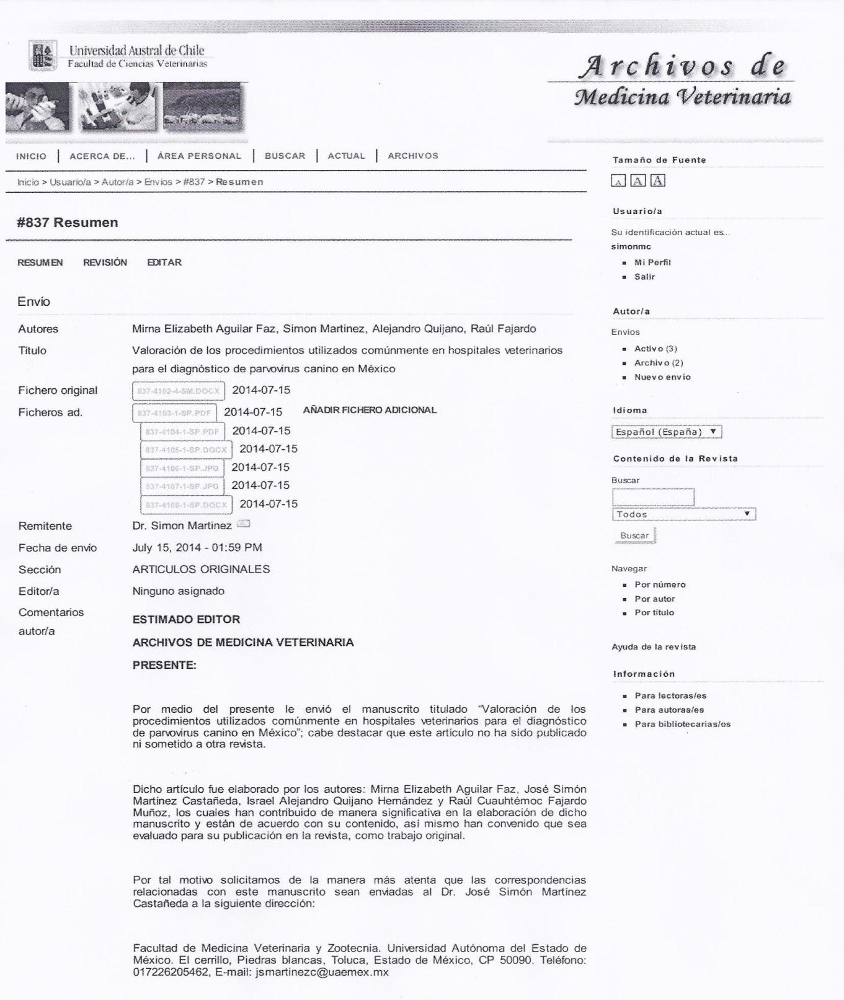 Universidad Austral de Chile
Facultad de Ciencias Veterinarias
Archivos de
Medicina Veterinaria
INICIO | ACERCA DE... | ÁREA PERSONAL | BUSCAR | ACTUAL | ARCHIVOS
Inicio > Usuario/a > Autor/a > Envíos > #837 > Resumen
#837 Resumen
RESUMEN REVISIÓN EDITAR
Envío
Autores Mirna Elizabeth Aguilar Faz, Simon Martinez, Alejandro Quijano, Raúl Fajardo
Título Valoración de los procedimientos utilizados comúnmente en hospitales veterinarios
para el diagnóstico de parvovirus canino en México
Fichero original 837-4102-4-SM.DOCX 2014-07-15
Ficheros ad. 837-4103-1-SP.PDF 2014-07-15 AÑADIR FICHERO ADICIONAL
837-4104-1-SP.PDF 2014-07-15
837-4105-1-SP.DOCX 2014-07-15
837-4106-1-SP.JPG 2014-07-15
837-4107-1-SP.JPG 2014-07-15
837-4108-1-SP.DOCX 2014-07-15
Remitente Dr. Simon Martinez
Fecha de envío July 15, 2014 - 01:59 PM
Sección ARTICULOS ORIGINALES
Editor/a Ninguno asignado
Comentarios
autor/a
ESTIMADO EDITOR
ARCHIVOS DE MEDICINA VETERINARIA
PRESENTE:
Por medio del presente le envió el manuscrito titulado “Valoración de los
procedimientos utilizados comúnmente en hospitales veterinarios para el diagnóstico
de parvovirus canino en México”; cabe destacar que este artículo no ha sido publicado
ni sometido a otra revista.
Dicho artículo fue elaborado por los autores: Mirna Elizabeth Aguilar Faz, José Simón
Martínez Castañeda, Israel Alejandro Quijano Hernández y Raúl Cuauhtémoc Fajardo
Muñoz, los cuales han contribuido de manera significativa en la elaboración de dicho
manuscrito y están de acuerdo con su contenido, así mismo han convenido que sea
evaluado para su publicación en la revista, como trabajo original.
Por tal motivo solicitamos de la manera más atenta que las correspondencias
relacionadas con este manuscrito sean enviadas al Dr. José Simón Martínez
Castañeda a la siguiente dirección:
Facultad de Medicina Veterinaria y Zootecnia. Universidad Autónoma del Estado de
México. El cerrillo, Piedras blancas, Toluca, Estado de México, CP 50090. Teléfono:
017226205462, E-mail: jsmartinezc@uaemex.mx
Tamaño de Fuente
A A A
Usuario/a
Su identificación actual es...
simonmc
Mi Perfil
Salir
Autor/a
Envíos
Activo (3)
Archivo (2)
Nuevo envío
Idioma
Español (España)
Contenido de la Revista
Buscar
Todos
Buscar
Navegar
Por número
Por autor
Por título
Ayuda de la revista
Información
Para lectoras/es
Para autoras/es
Para bibliotecarias/os